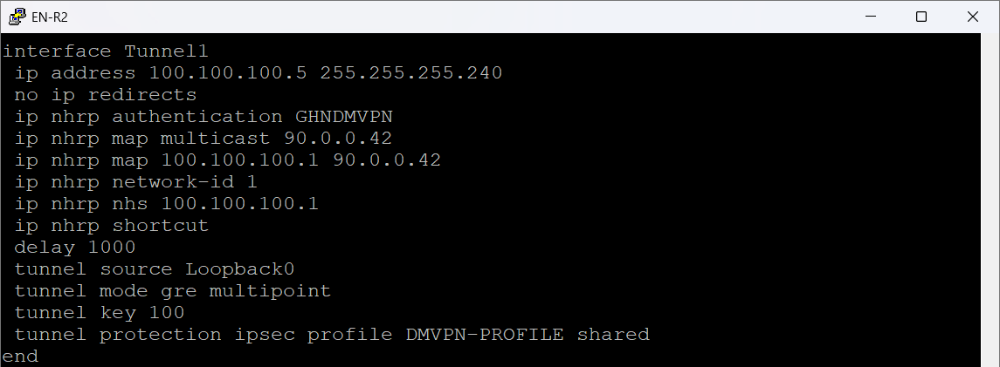 EN-R2
interface Tunnel1
ip address 100.100.100.5 255.255.255.240
no ip redirects
ip nhrp authentication GHNDMVPN
ip nhrp map multicast 90.0.0.42
ip nhrp map 100.100.100.1 90.0.0.42
ip nhrp network-id 1
ip nhrp nhs 100.100.100.1
ip nhrp shortcut
delay 1000
tunnel source Loopback0
tunnel mode gre multipoint
tunnel key 100
tunnel protection ipsec profile DMVPN-PROFILE shared
end